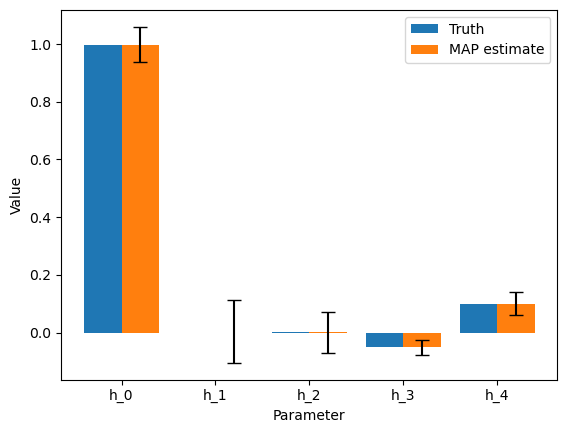 Truth
MAP estimate
1.0
0.8
0.6
0.4
0.2
0.0
Value
h_0 h_1 h_2 h_3 h_4
Parameter